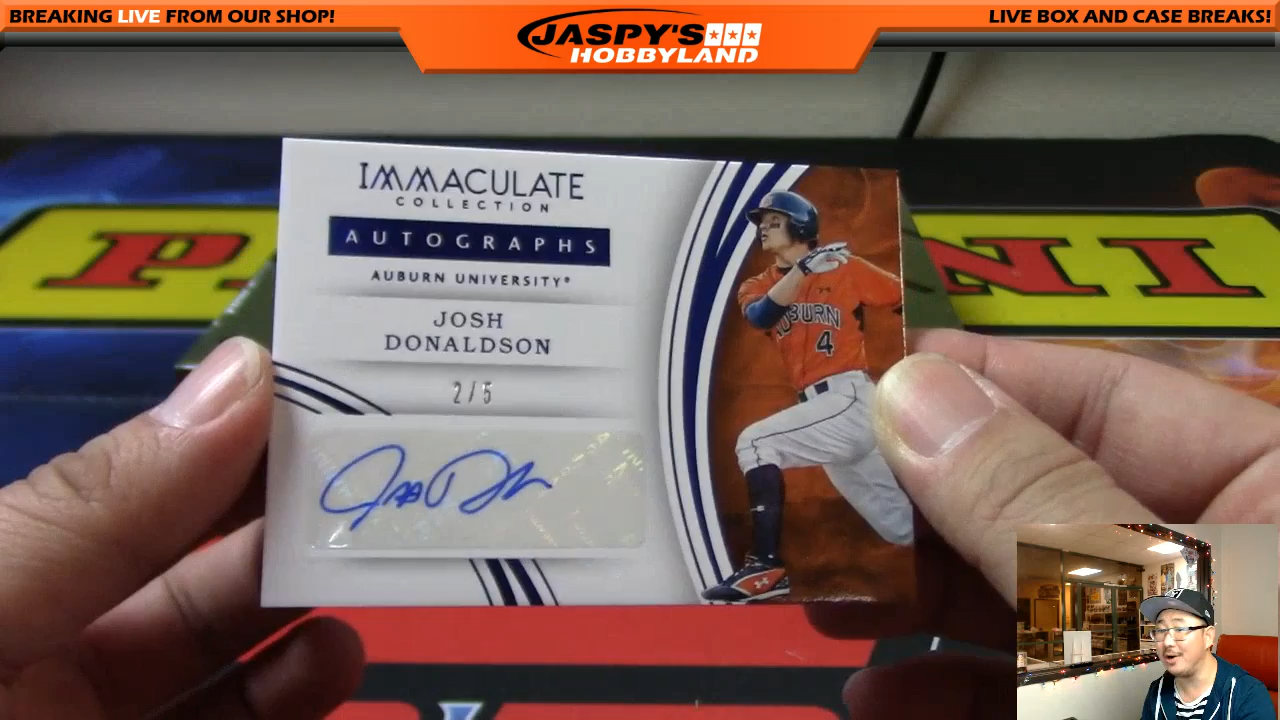 BREAKING LIVE FROM OUR SHOP!
JASPY'S
HOBBYLAND
LIVE BOX AND CASE BREAKS!
IMMACULATE
COLLECTION
AUTOGRAPHS
AUBURN UNIVERSITY®
JOSH
DONALDSON
2/5
AUBURN
4